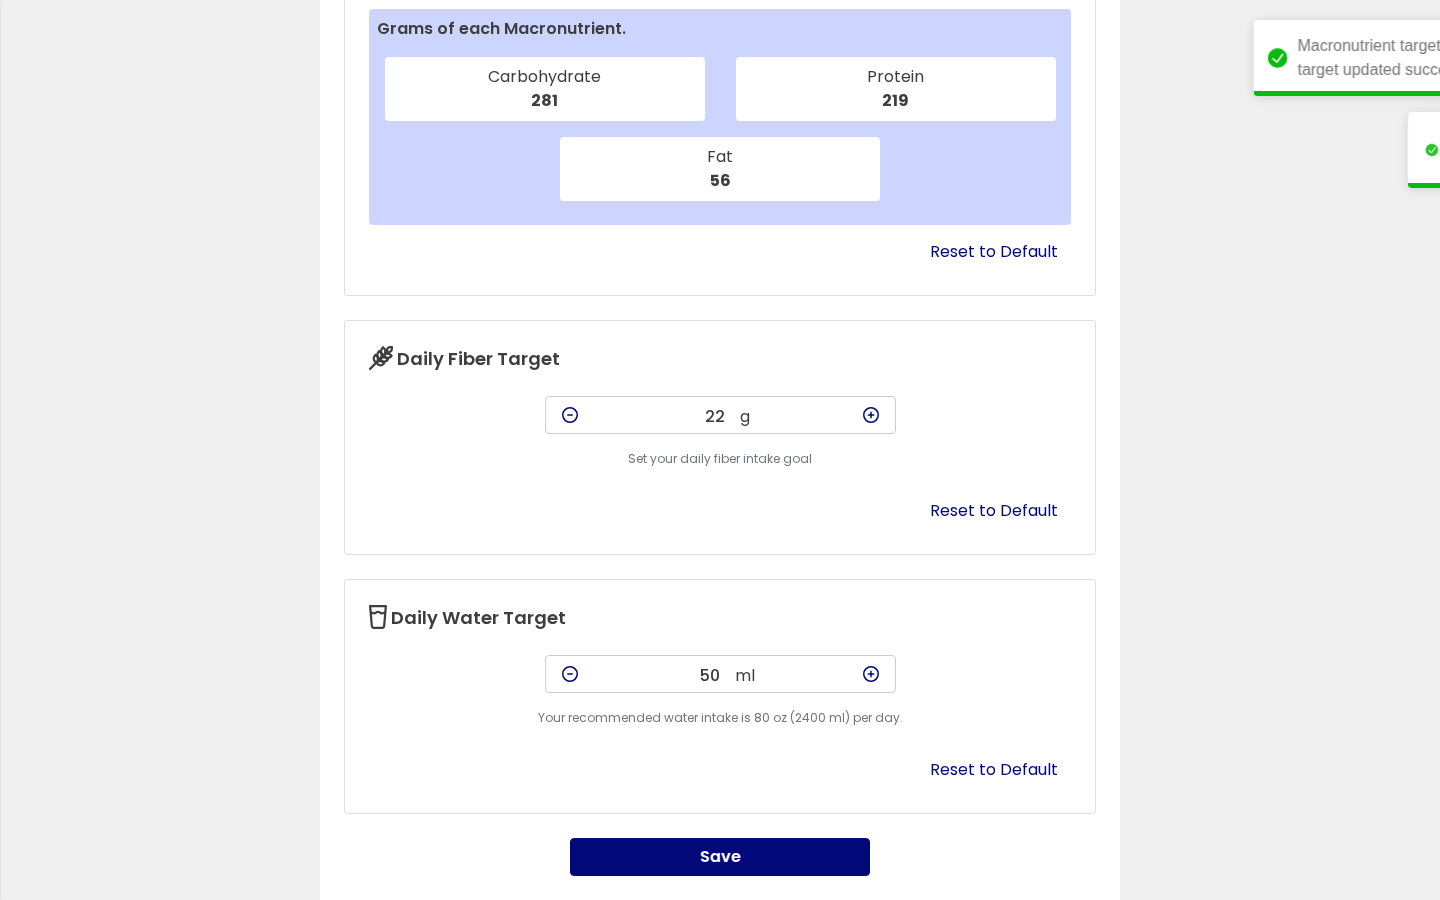 Grams of each Macronutrient.
Carbohydrate
281
Protein
219
Fat
56
Reset to Default
Macronutrient target
target updated
Daily Fiber Target
22 g
Set your daily fiber intake goal
Reset to Default
Daily Water Target
50 ml
Your recommended water intake is 80 oz (2400 ml) per day.
Reset to Default
Save